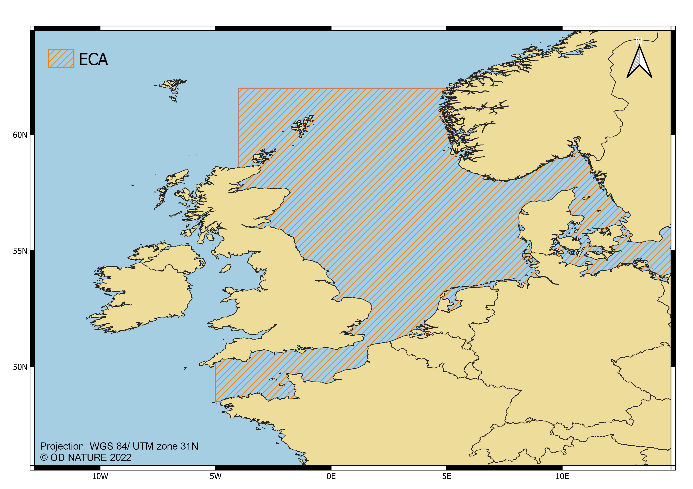 ECA
60N
55N
50N
Projection: WGS 84/ UTM zone 31N
© OD NATURE 2022
10W
5W
0E
5E
10E